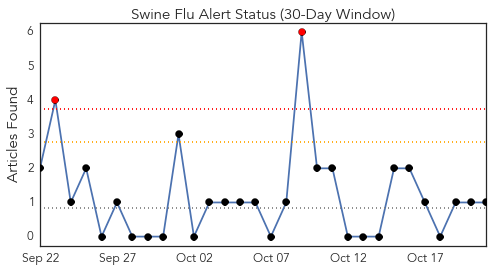 Swine Flu Alert Status (30-Day Window)
Articles Found
6
5
4
3
2
1
0
Sep 22
Sep 27
Oct 02
Oct 07
Oct 12
Oct 17